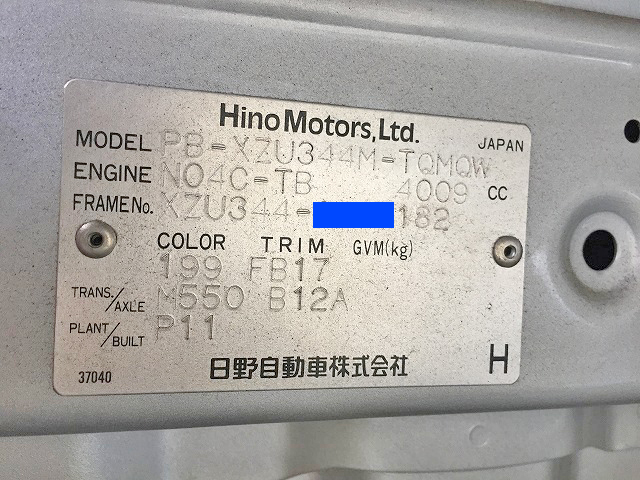 Hino Motors, Ltd.
JAPAN
MODEL PB-XZU344M-TQMQW
ENGINE N04C-TB 4009 CC
FRAME No. XZU344- 182
COLOR TRIM GVM(kg)
199 FB17
TRANS./AXLE M550 B12A
PLANT/BUILT P11
37040 日野自動車株式会社 H